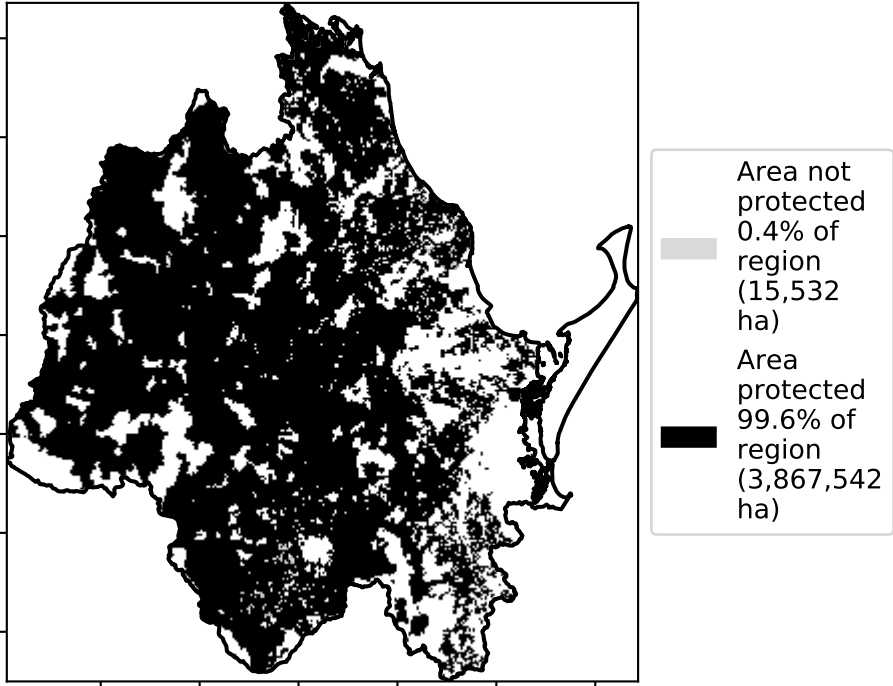 Area not
protected
0.4% of
region
(15,532
ha)
Area
protected
99.6% of
region
(3,867,542
ha)